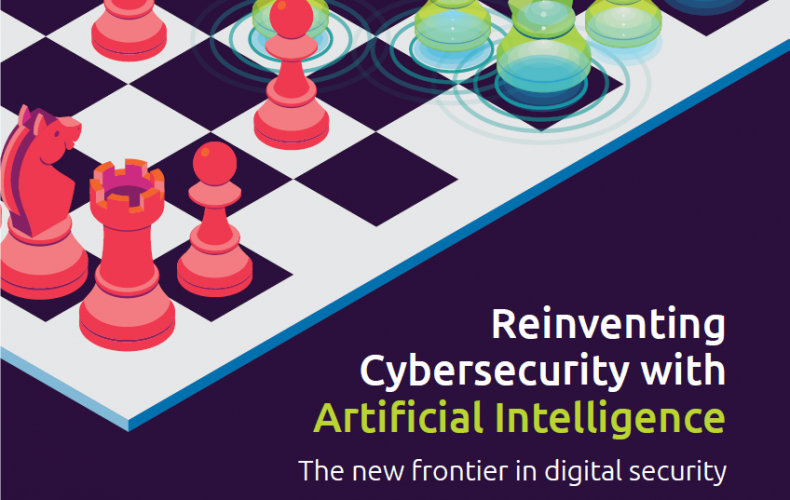 Reinventing
Cybersecurity with
Artificial Intelligence
The new frontier in digital security